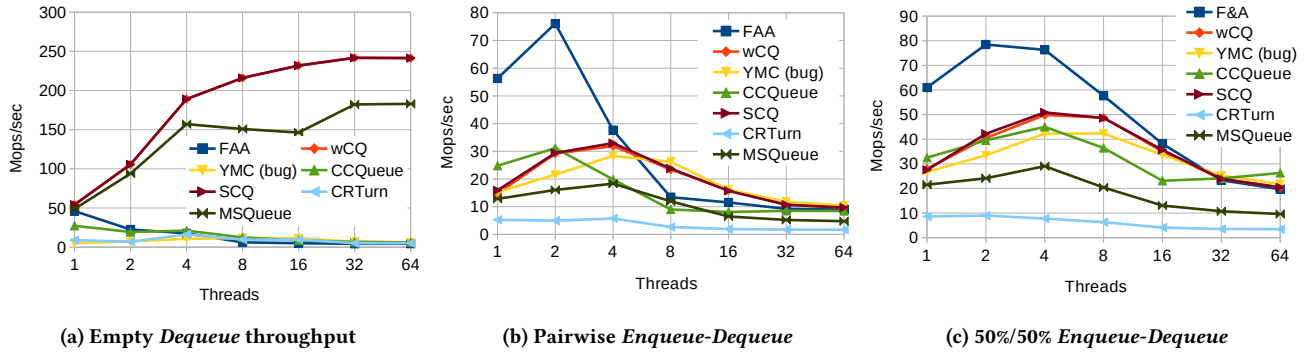 300
250
200
150
100
50
0
Mops/sec
FAA
wCQ
YMC (bug)
CCQueue
SCQ
CRTurn
MSQueue
1 2 4 8 16 32 64
Threads
(a) Empty Dequeue throughput
80
70
60
50
40
30
20
10
0
Mops/sec
FAA
wCQ
YMC (bug)
CCQueue
SCQ
CRTurn
MSQueue
1 2 4 8 16 32 64
Threads
(b) Pairwise Enqueue-Dequeue
90
80
70
60
50
40
30
20
10
0
Mops/sec
F&A
wCQ
YMC (bug)
CCQueue
SCQ
CRTurn
MSQueue
1 2 4 8 16 32 64
Threads
(c) 50%/50% Enqueue-Dequeue